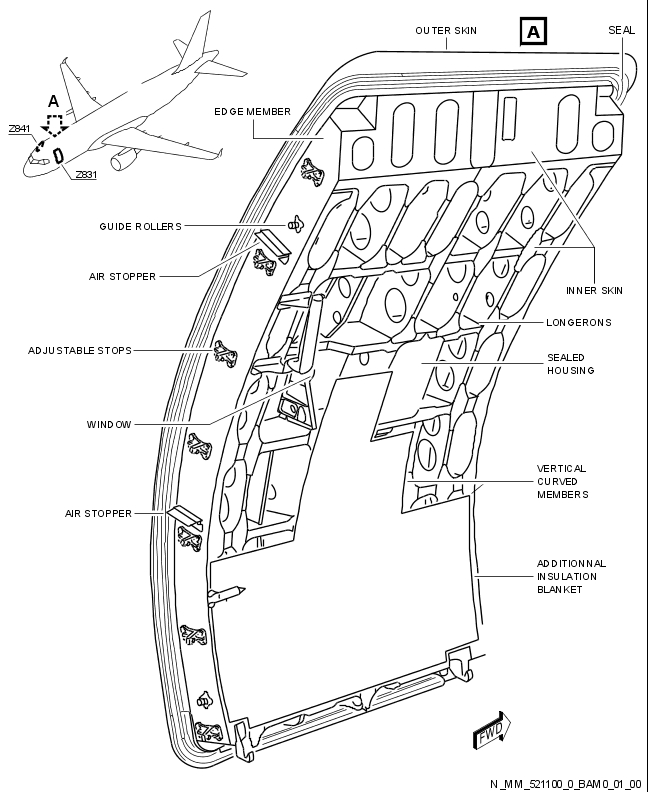 OUTER SKIN
A
SEAL
A
Z841
EDGE MEMBER
Z831
GUIDE ROLLERS
AIR STOPPER
INNER SKIN
LONGERONS
ADJUSTABLE STOPS
SEALED
HOUSING
WINDOW
VERTICAL
CURVED
MEMBERS
AIR STOPPER
ADDITIONNAL
INSULATION
BLANKET
FWD
N_MM_521100_0_BAM0_01_00